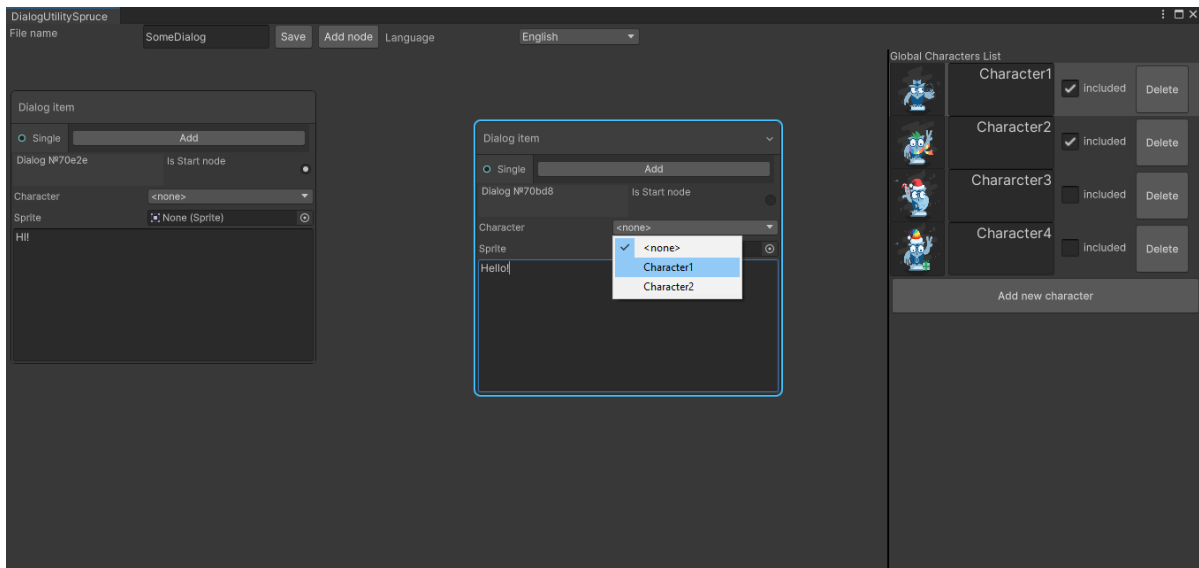 DialogUtilitySpruce
File name SomeDialog Save Add node Language English
Global Characters List
Character1 included Delete
Character2 included Delete
Chararcter3 included Delete
Character4 included Delete
Add new character
Dialog item
Single Add
Dialog №70e2e Is Start node
Character <none>
Sprite None (Sprite)
HI!
Dialog item
Single Add
Dialog №70bd8 Is Start node
Character <none>
Sprite
Hello!
<none>
Character1
Character2